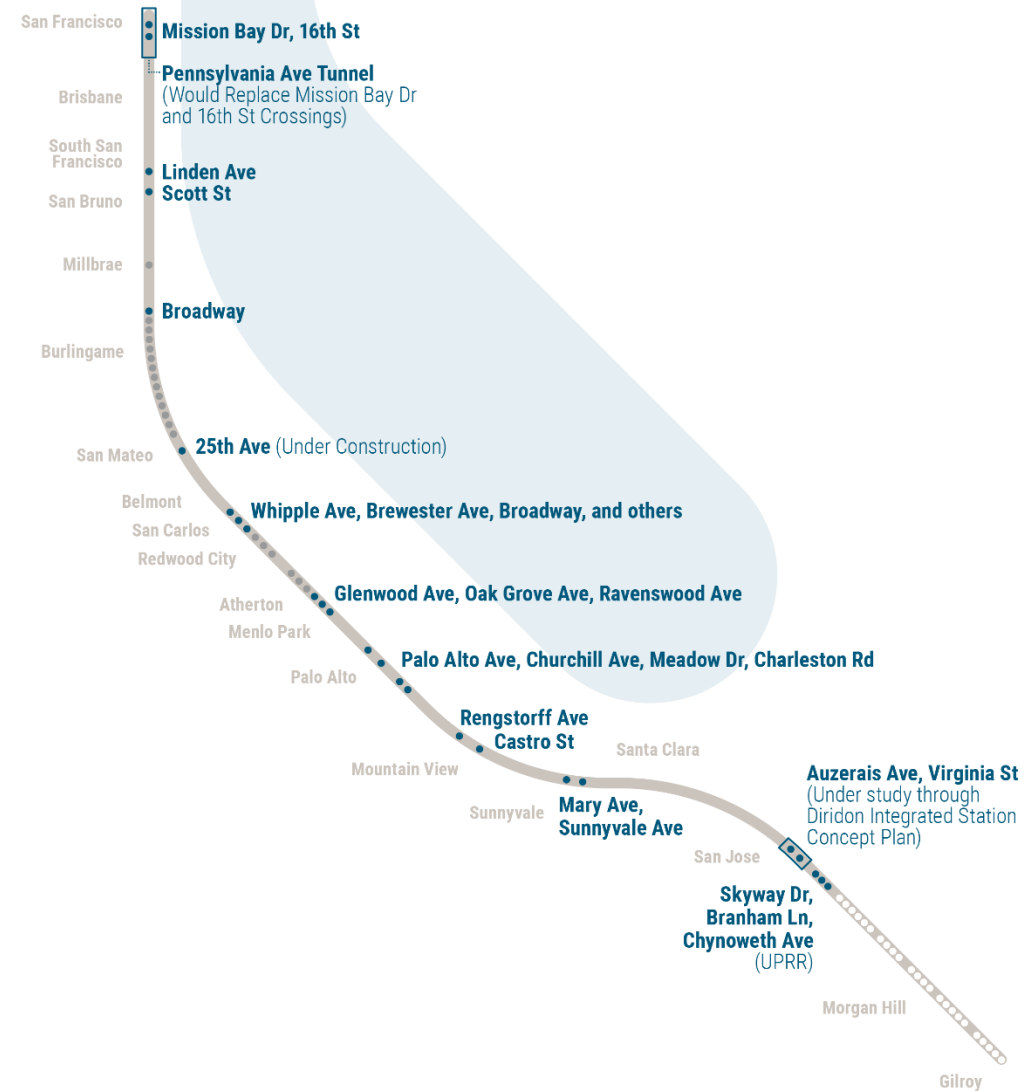 San Francisco
Mission Bay Dr, 16th St
Pennsylvania Ave Tunnel
(Would Replace Mission Bay Dr
and 16th St Crossings)
Brisbane
South San
Francisco
Linden Ave
Scott St
San Bruno
Millbrae
Broadway
Burlingame
25th Ave (Under Construction)
San Mateo
Belmont
Whipple Ave, Brewester Ave, Broadway, and others
San Carlos
Redwood City
Glenwood Ave, Oak Grove Ave, Ravenswood Ave
Atherton
Menlo Park
Palo Alto Ave, Churchill Ave, Meadow Dr, Charleston Rd
Palo Alto
Rengstorff Ave
Castro St
Santa Clara
Mountain View
Auzerais Ave, Virginia St
(Under study through
Diridon Integrated Station
Concept Plan)
Sunnyvale
Mary Ave,
Sunnyvale Ave
San Jose
Skyway Dr,
Branham Ln,
Chynoweth Ave
(UPRR)
Morgan Hill
Gilroy